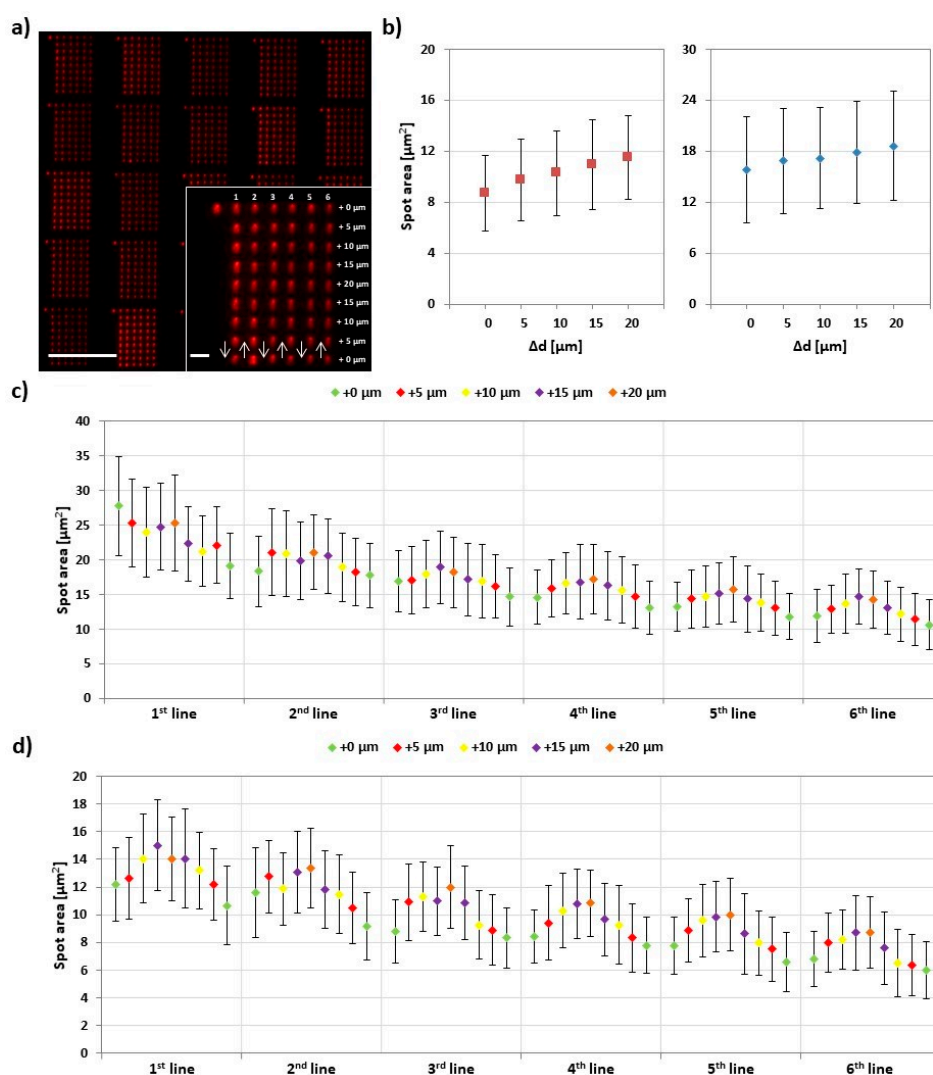 a)
1 2 3 4 5 6
+ 0 µm
+ 5 µm
+ 10 µm
+ 15 µm
+ 20 µm
+ 15 µm
+ 10 µm
+ 5 µm
+ 0 µm
b)
Spot area [µm²]
20
16
12
8
4
0
0 5 10 15 20
Δd [µm]
30
24
18
12
6
0
0 5 10 15 20
Δd [µm]
c)
+0 µm +5 µm +10 µm +15 µm +20 µm
Spot area [µm²]
40
35
30
25
20
15
10
5
0
1st line 2nd line 3rd line 4th line 5th line 6th line
d)
+0 µm +5 µm +10 µm +15 µm +20 µm
Spot area [µm²]
20
18
16
14
12
10
8
6
4
2
0
1st line 2nd line 3rd line 4th line 5th line 6th line